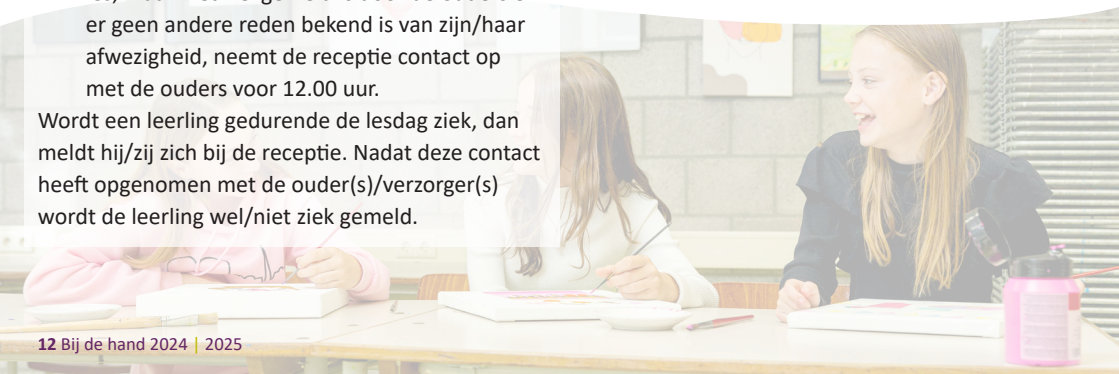 er geen andere reden bekend is van zijn/haar
afwezigheid, neemt de receptie contact op
met de ouders voor 12.00 uur.
Wordt een leerling gedurende de lesdag ziek, dan
meldt hij/zij zich bij de receptie. Nadat deze contact
heeft opgenomen met de ouder(s)/verzorger(s)
wordt de leerling wel/niet ziek gemeld.
12 Bij de hand 2024 | 2025